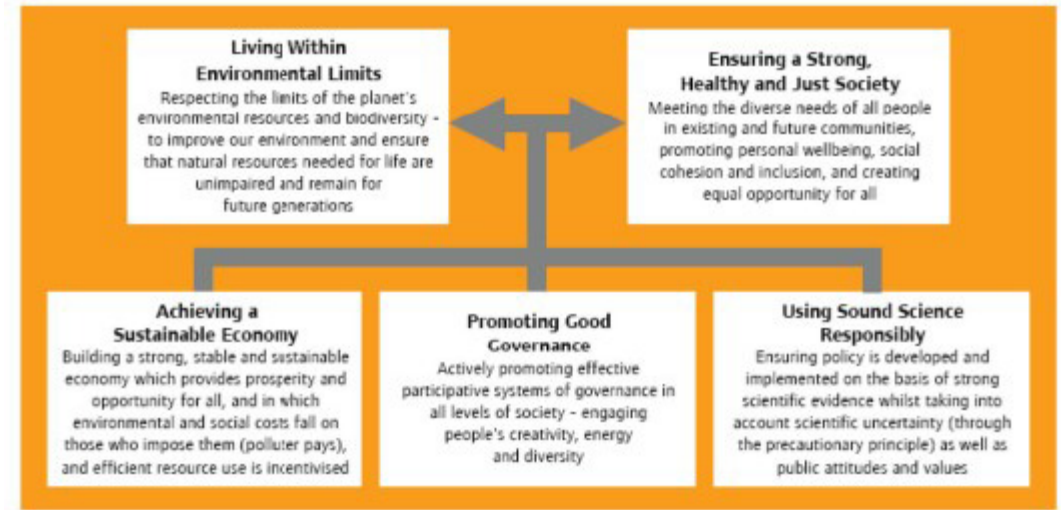 Living Within
Environmental Limits
Respecting the limits of the planet's
environmental resources and biodiversity –
to improve our environment and ensure
that natural resources needed for life are
unimpaired and remain for
future generations
Ensuring a Strong,
Healthy and Just Society
Meeting the diverse needs of all people
in existing and future communities,
promoting personal wellbeing, social
cohesion and inclusion, and creating
equal opportunity for all
Achieving a
Sustainable Economy
Building a strong, stable and sustainable
economy which provides prosperity and
opportunity for all, and in which
environmental and social costs fall on
those who impose them (polluter pays),
and efficient resource use is incentivised
Promoting Good
Governance
Actively promoting effective
participative systems of governance in
all levels of society – engaging
people's creativity, energy
and diversity
Using Sound Science
Responsibly
Ensuring policy is developed and
implemented on the basis of strong
scientific evidence whilst taking into
account scientific uncertainty (through
the precautionary principle) as well as
public attitudes and values